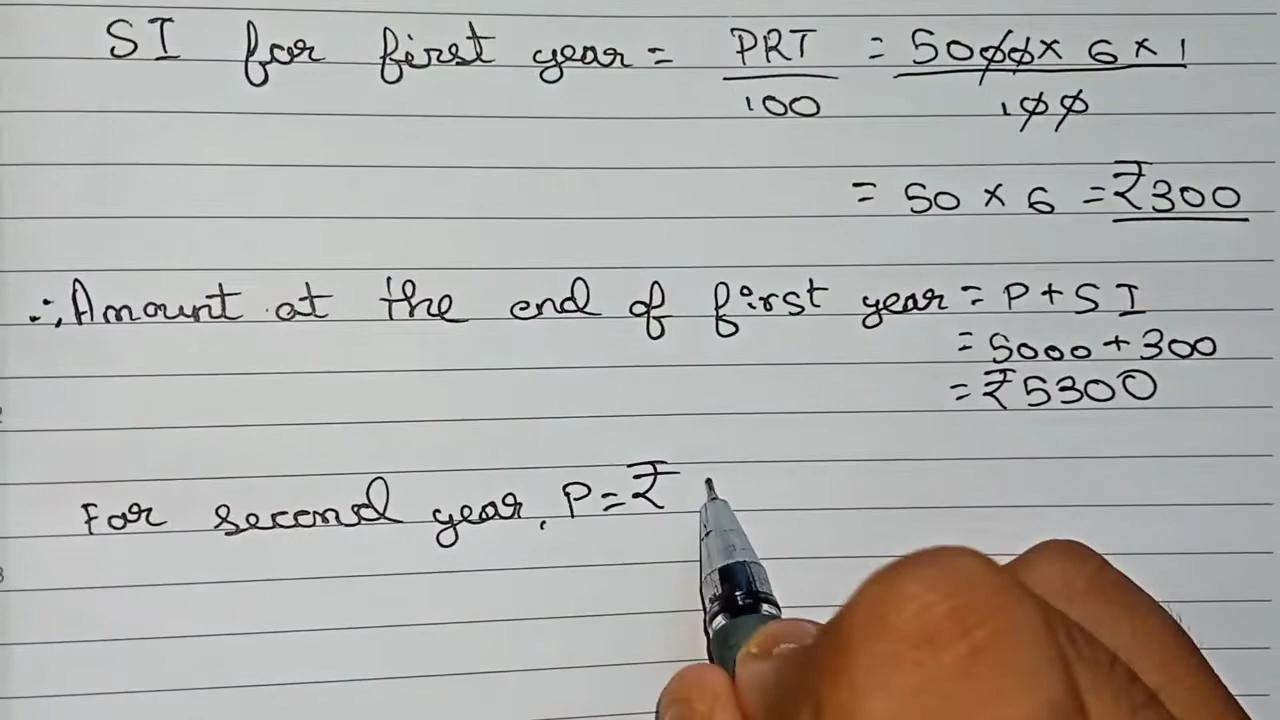 SI for first year = PRT/100 = 5000 × 6 × 1/100
= 50 × 6 = ₹300
∴ Amount at the end of first year = P + SI
= 5000 + 300
= ₹5300
For second year, P = ₹